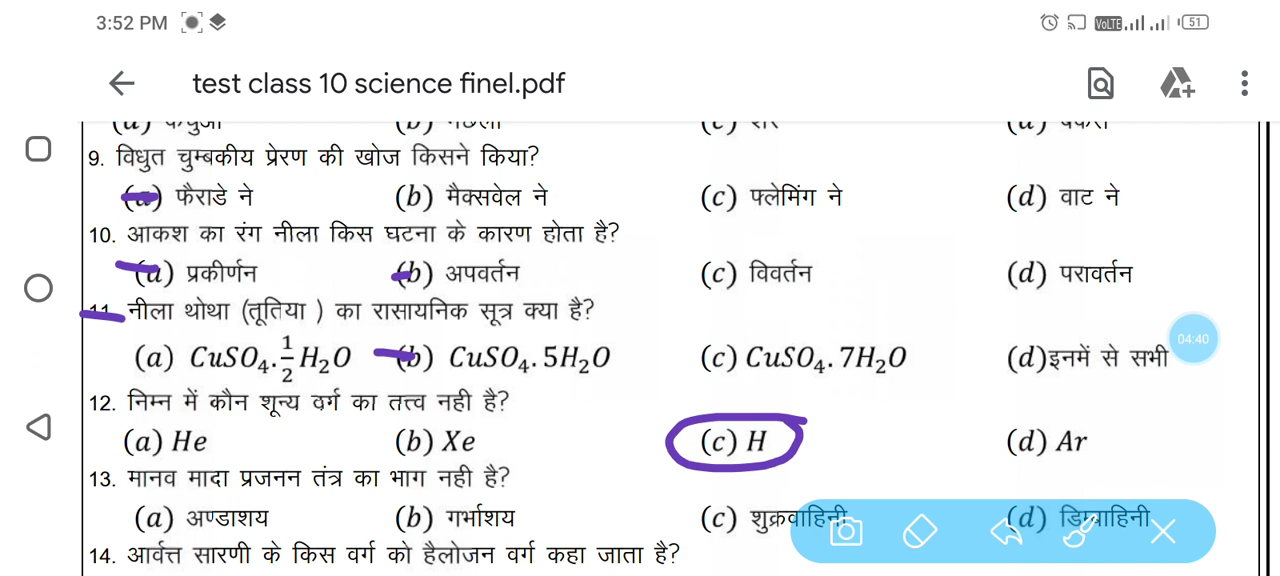 3:52 PM VoLTE 51
test class 10 science finel.pdf
9. विधुत चुम्बकीय प्रेरण की खोज किसने किया?
(a) फैराडे ने (b) मैक्सवेल ने (c) फ्लेमिंग ने (d) वाट ने
10. आकश का रंग नीला किस घटना के कारण होता है?
(a) प्रकीर्णन (b) अपवर्तन (c) विवर्तन (d) परावर्तन
11. नीला थोथा (तूतिया ) का रासायनिक सूत्र क्या है?
(a) CuSO₄.½H₂O (b) CuSO₄.5H₂O (c) CuSO₄.7H₂O (d)इनमें से सभी
04:40
12. निम्न में कौन शून्य वर्ग का तत्त्व नही है?
(a) He (b) Xe (c) H (d) Ar
13. मानव मादा प्रजनन तंत्र का भाग नही है?
(a) अण्डाशय (b) गर्भाशय (c) शुक्रवाहिनी (d) डिम्बाहिनी
14. आर्वत्त सारणी के किस वर्ग को हैलोजन वर्ग कहा जाता है?